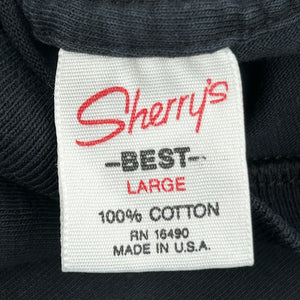 Sherry's
-BEST-
LARGE
100% COTTON
RN 16490
MADE IN U.S.A.